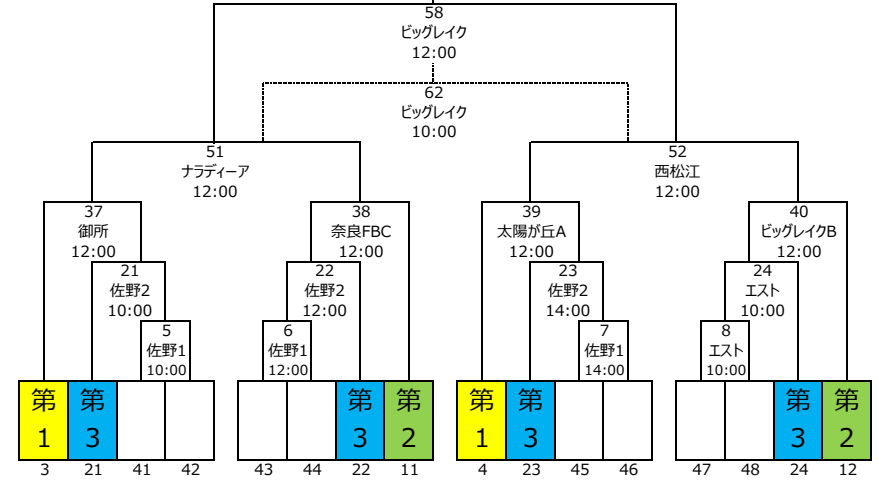 58
ビッグレイク
12:00
62
ビッグレイク
10:00
51
ナラディーア
12:00
52
西松江
12:00
37
御所
12:00
38
奈良FBC
12:00
39
太陽が丘A
12:00
40
ビッグレイクB
12:00
21
佐野2
10:00
22
佐野2
12:00
23
佐野2
14:00
24
エスト
10:00
5
佐野1
10:00
6
佐野1
12:00
7
佐野1
14:00
8
エスト
10:00
第 第 第 第 第 第 第 第
1 3 3 2 1 3 3 2
3 21 41 42 43 44 22 11 4 23 45 46 47 48 24 12